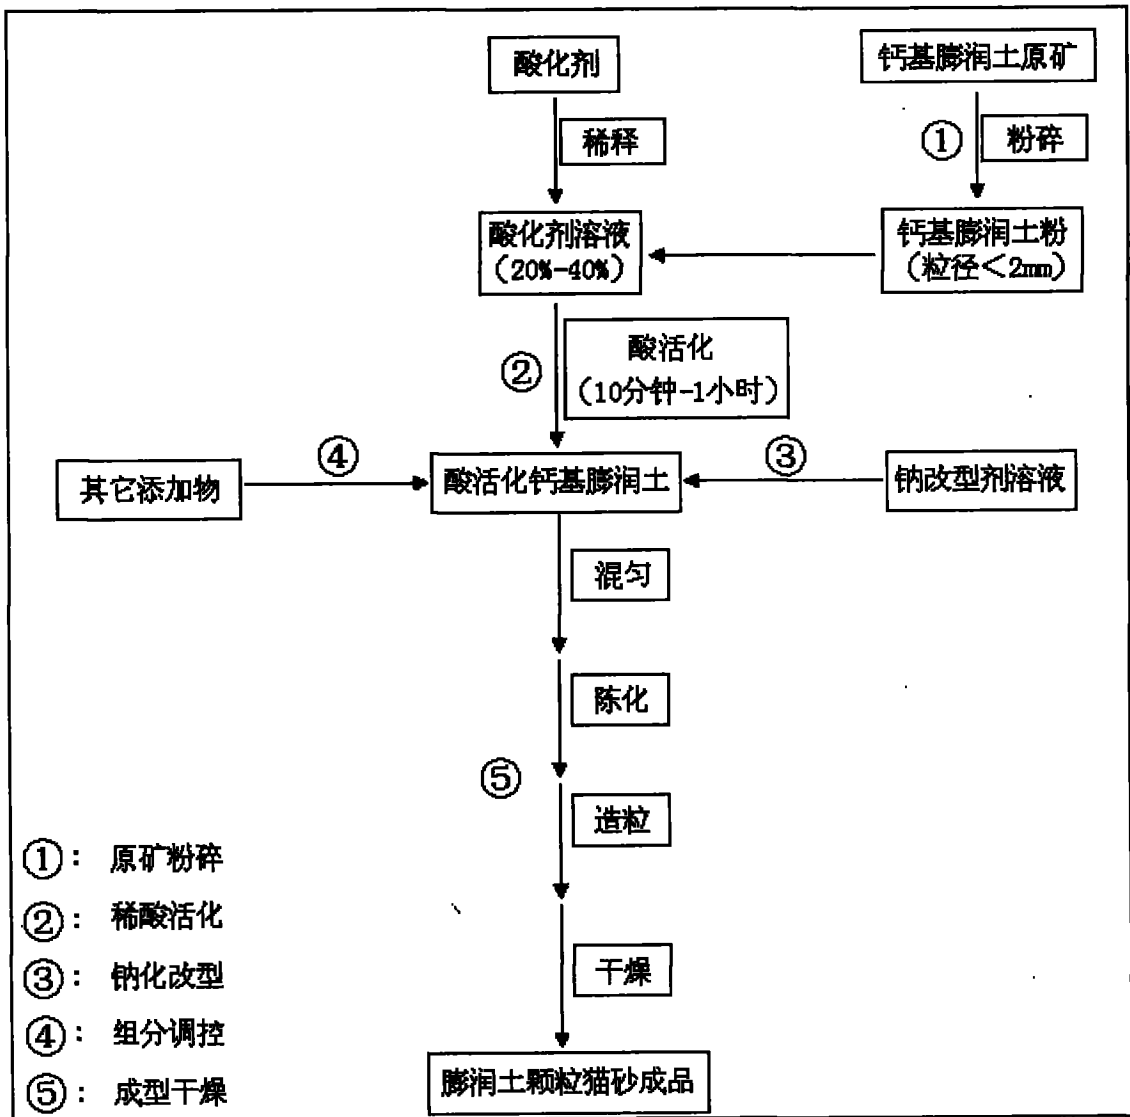 酸化剂
钙基膨润土原矿
稀释
①
粉碎
酸化剂溶液
(20%-40%)
钙基膨润土粉
(粒径<2mm)
②
酸活化
(10分钟-1小时)
其它添加物
④
酸活化钙基膨润土
③
钠改型剂溶液
混匀
陈化
⑤
造粒
干燥
膨润土颗粒猫砂成品
①: 原矿粉碎
②: 稀酸活化
③: 钠化改型
④: 组分调控
⑤: 成型干燥